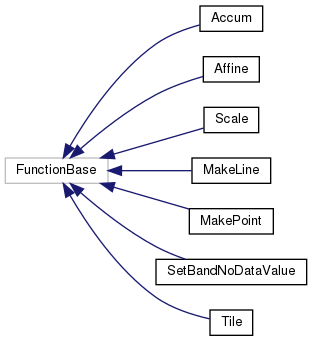 Accum
Affine
Scale
FunctionBase
MakeLine
MakePoint
SetBandNoDataValue
Tile